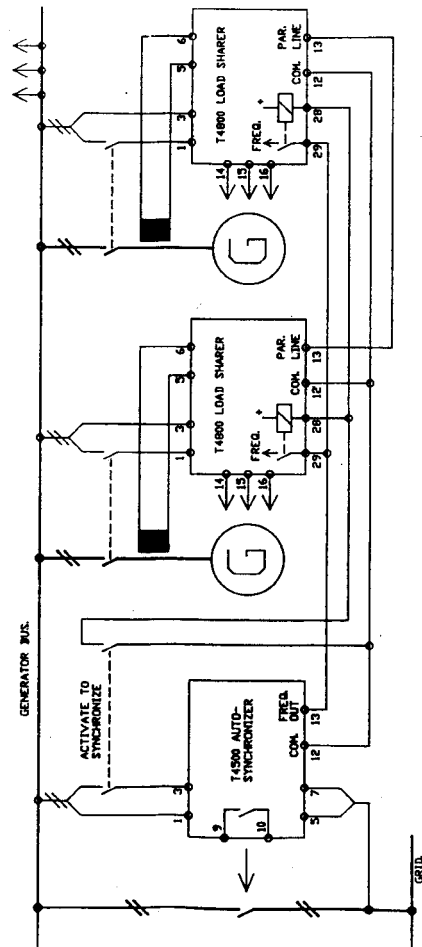 GENERATOR BUS.
ACTIVATE TO
SYNCHRONIZE
1
3
9
10
T4500 AUTO-
SYNCHRONIZER
5
7
COM.
12
FREQ.
OUT
13
GRID.
G
1
3
5
6
T4800 LOAD SHARER
14
15
16
FREQ.
+
29
28
COM.
12
PAR.
LINE
13
G
1
3
5
6
T4800 LOAD SHARER
14
15
16
FREQ.
+
29
28
COM.
12
PAR.
LINE
13